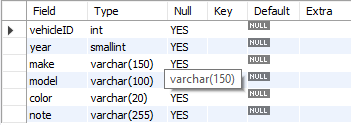 Field Type Null Key Default Extra
vehicleID int YES NULL
year smallint YES NULL
make varchar(150) YES NULL
model varchar(100) YES NULL
varchar(150)
color varchar(20) YES NULL
note varchar(255) YES NULL